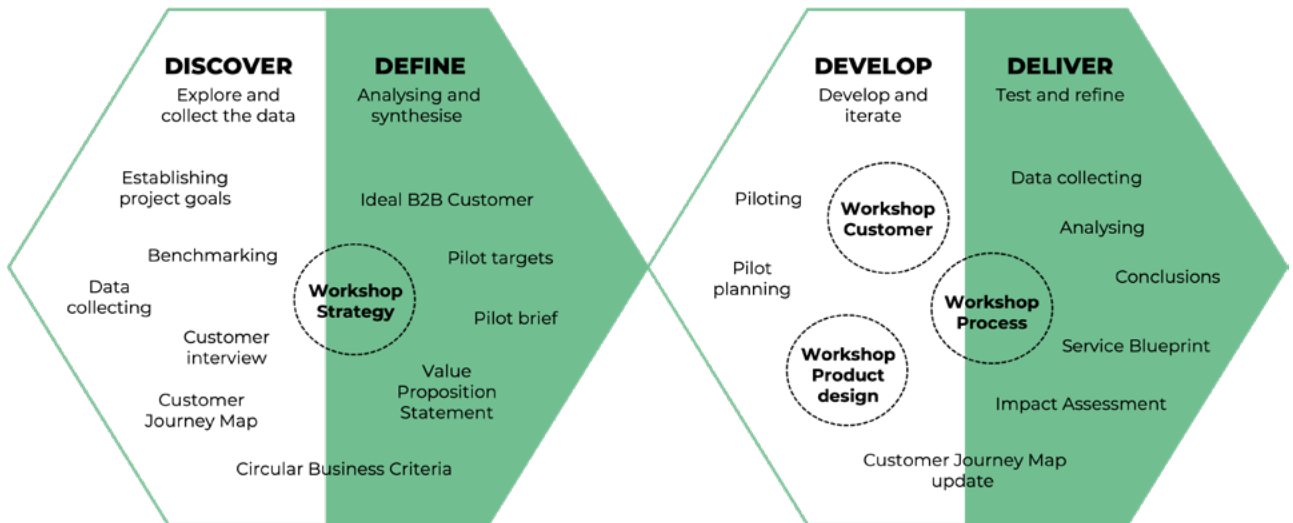 DISCOVER
Explore and
collect the data
Establishing
project goals
Benchmarking
Data
collecting
Customer
interview
Customer
Journey Map
DEFINE
Analysing and
synthesise
Ideal B2B Customer
Pilot targets
Workshop
Strategy
Pilot brief
Value
Proposition
Statement
Circular Business Criteria
DEVELOP
Develop and
iterate
Piloting
Workshop
Customer
Pilot
planning
Workshop
Product
design
DELIVER
Test and refine
Data collecting
Analysing
Conclusions
Workshop
Process
Service Blueprint
Impact Assessment
Customer Journey Map
update